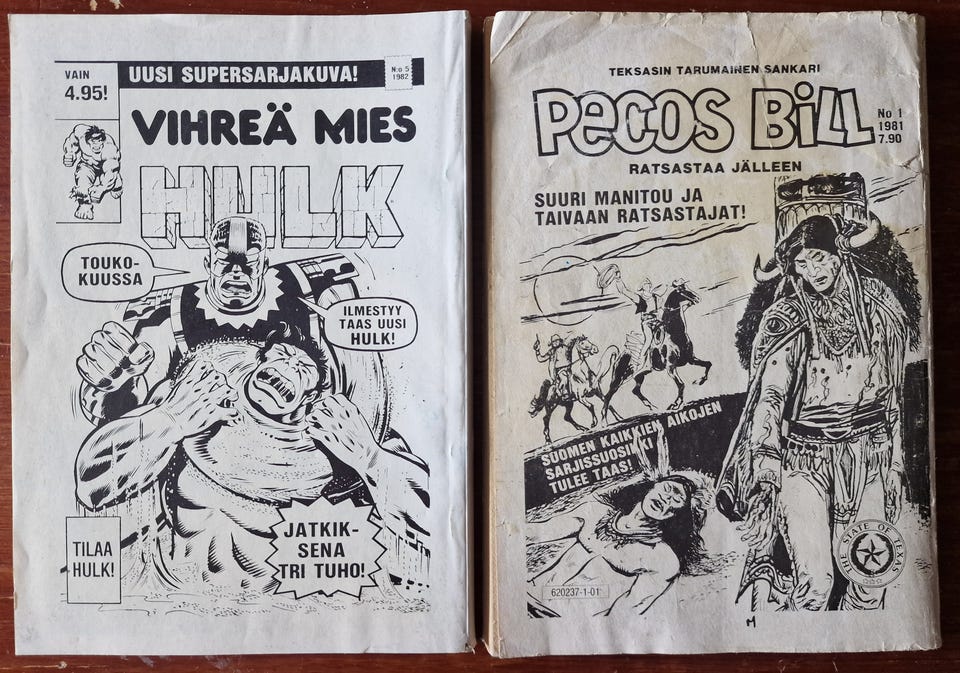 VAIN
4.95!
UUSI SUPERSARJAKUVA!
N:o 5
1982
VIHREÄ MIES
HULK
TOUKO-
KUUSSA
ILMESTYY
TAAS UUSI
HULK!
TILAA
HULK!
JATKIK-
SENA
TRI TUHO!
TEKSASIN TARUMAINEN SANKARI
PECOS BILL
No 1
1981
7.90
RATSASTAA JÄLLEEN
SUURI MANITOU JA
TAIVAAN RATSASTAJAT!
SUOMEN KAIKKIEN AIKOJEN
SARJISSUOSIKKI
TULEE TAAS!
THE STATE OF TEXAS
620237-1-01
M